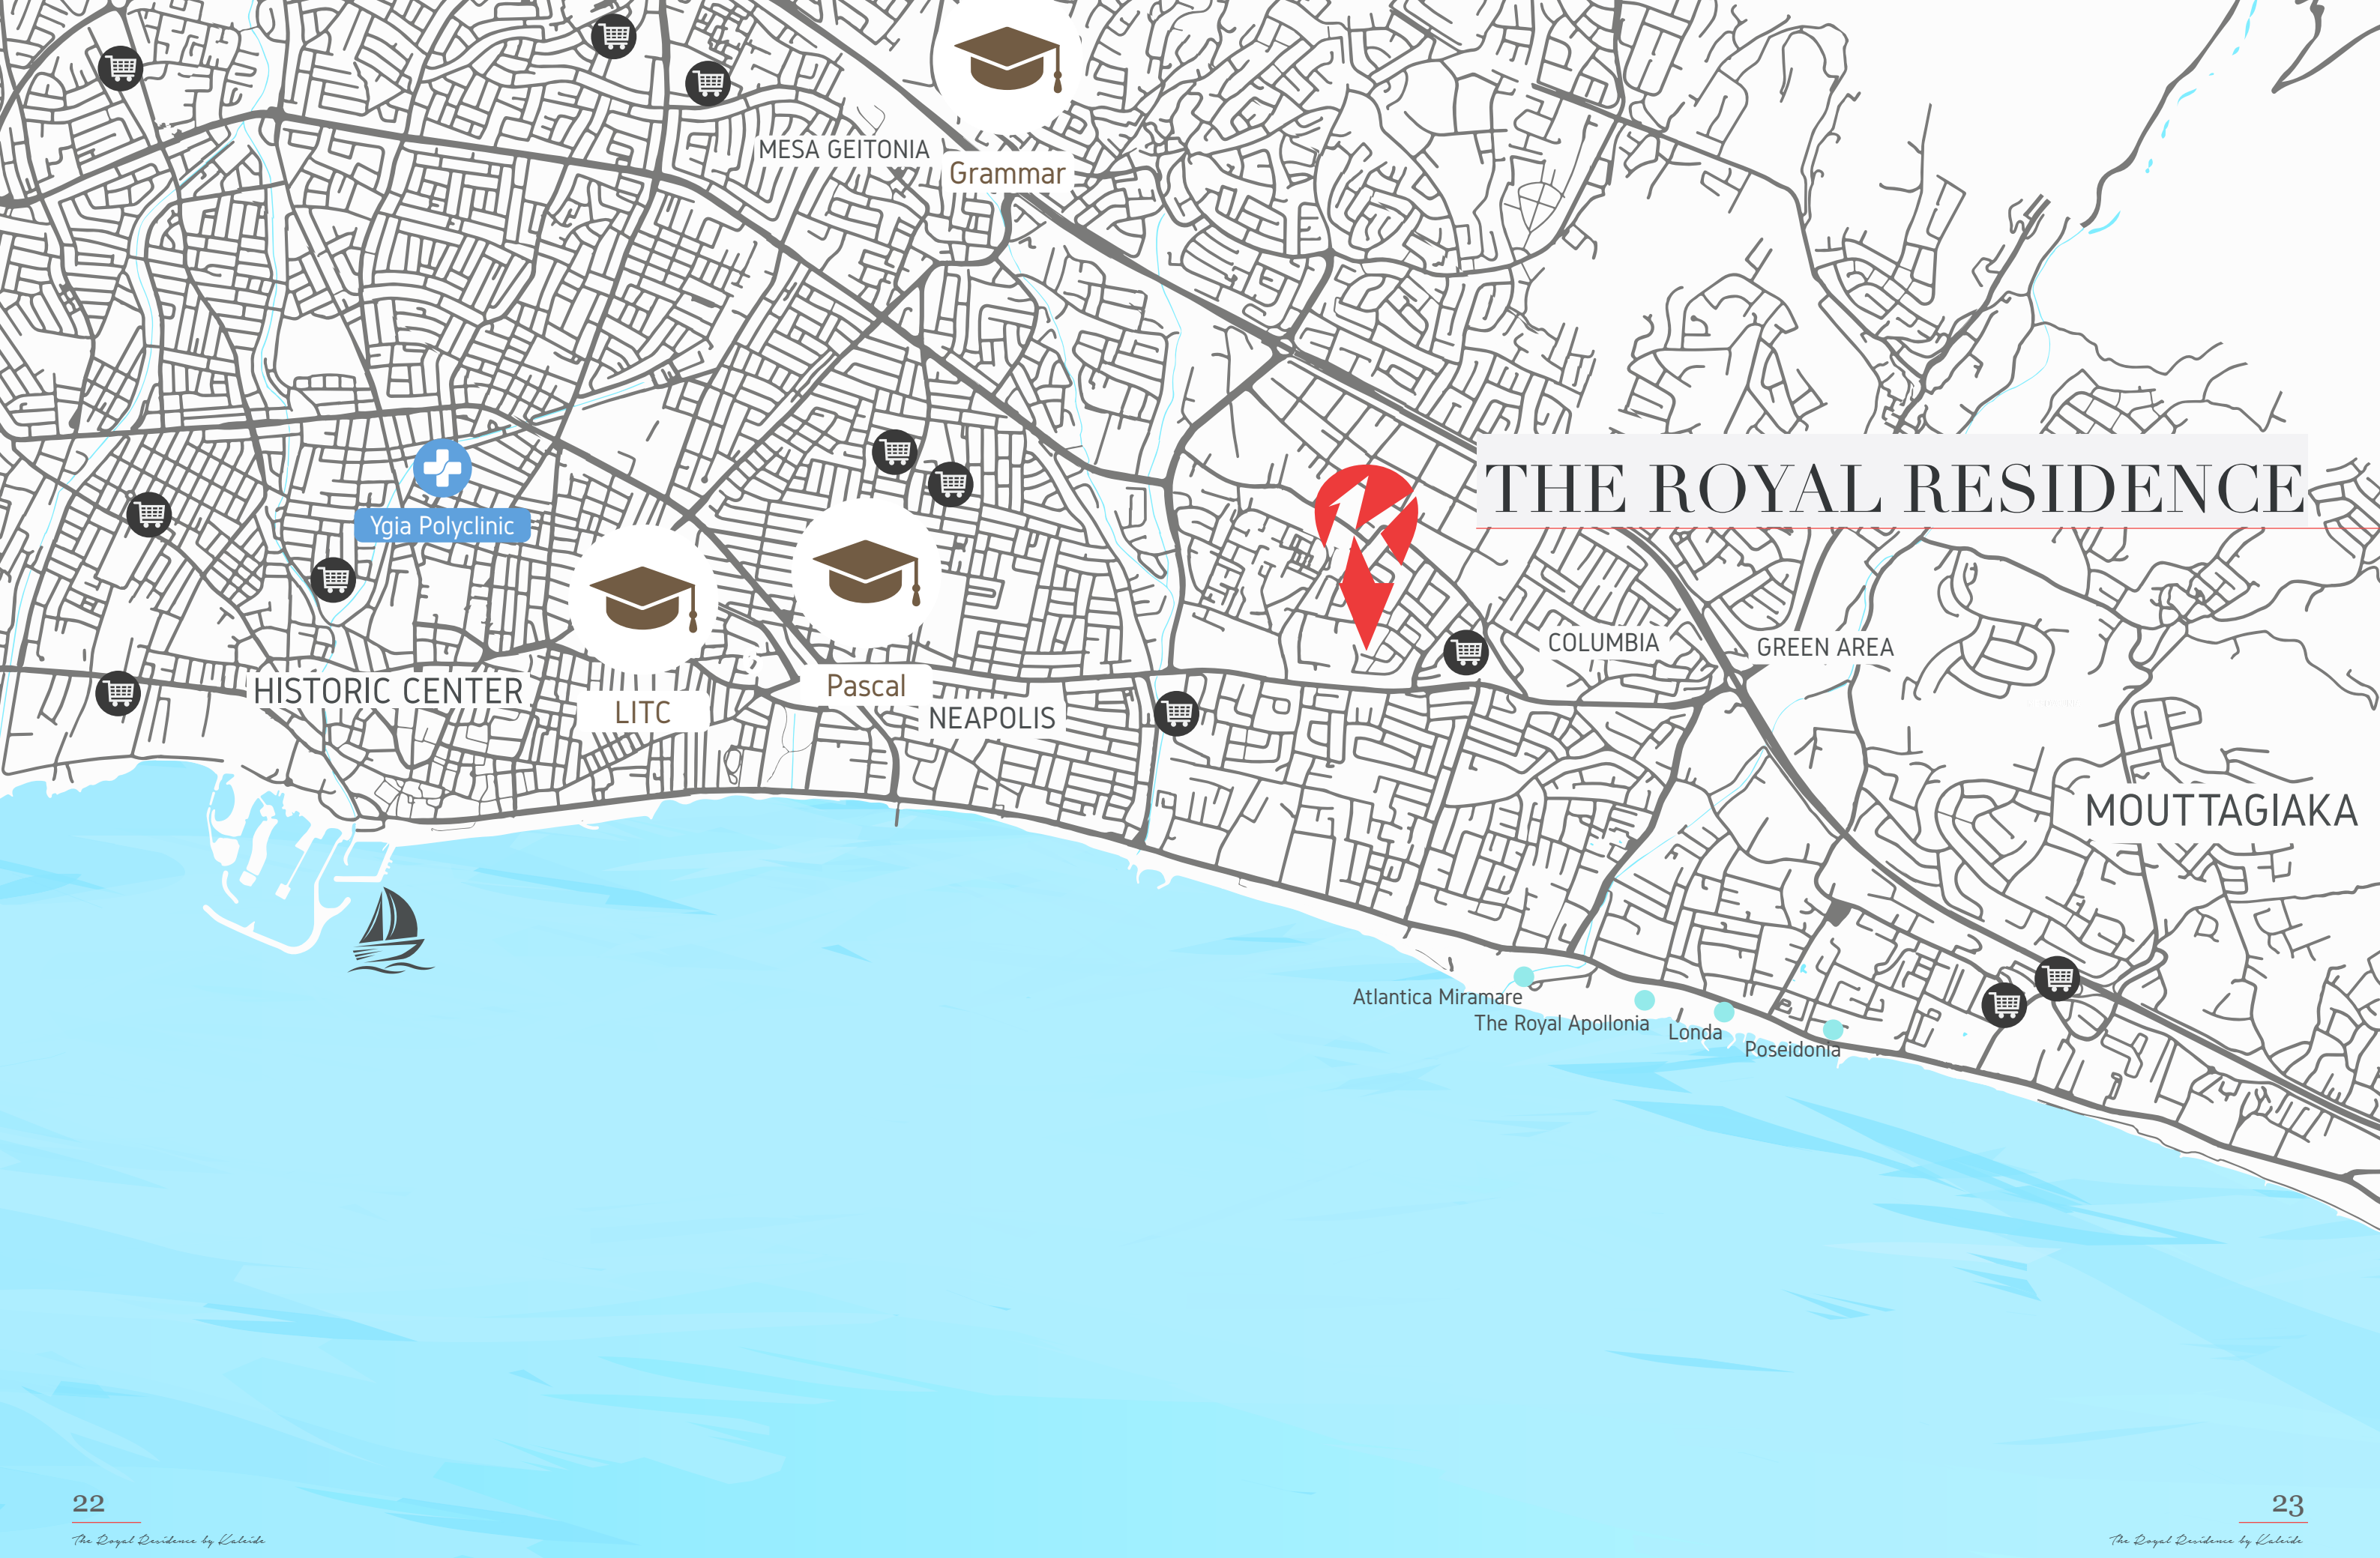 MESA GEITONIA
Grammar
THE ROYAL RESIDENCE
Ygia Polyclinic
COLUMBIA
GREEN AREA
HISTORIC CENTER
LITC
Pascal
NEAPOLIS
MOUTTAGIAKA
Atlantica Miramare
The Royal Apollonia
Londa
Poseidonia
22
The Royal Residence by Kaleide
23
The Royal Residence by Kaleide